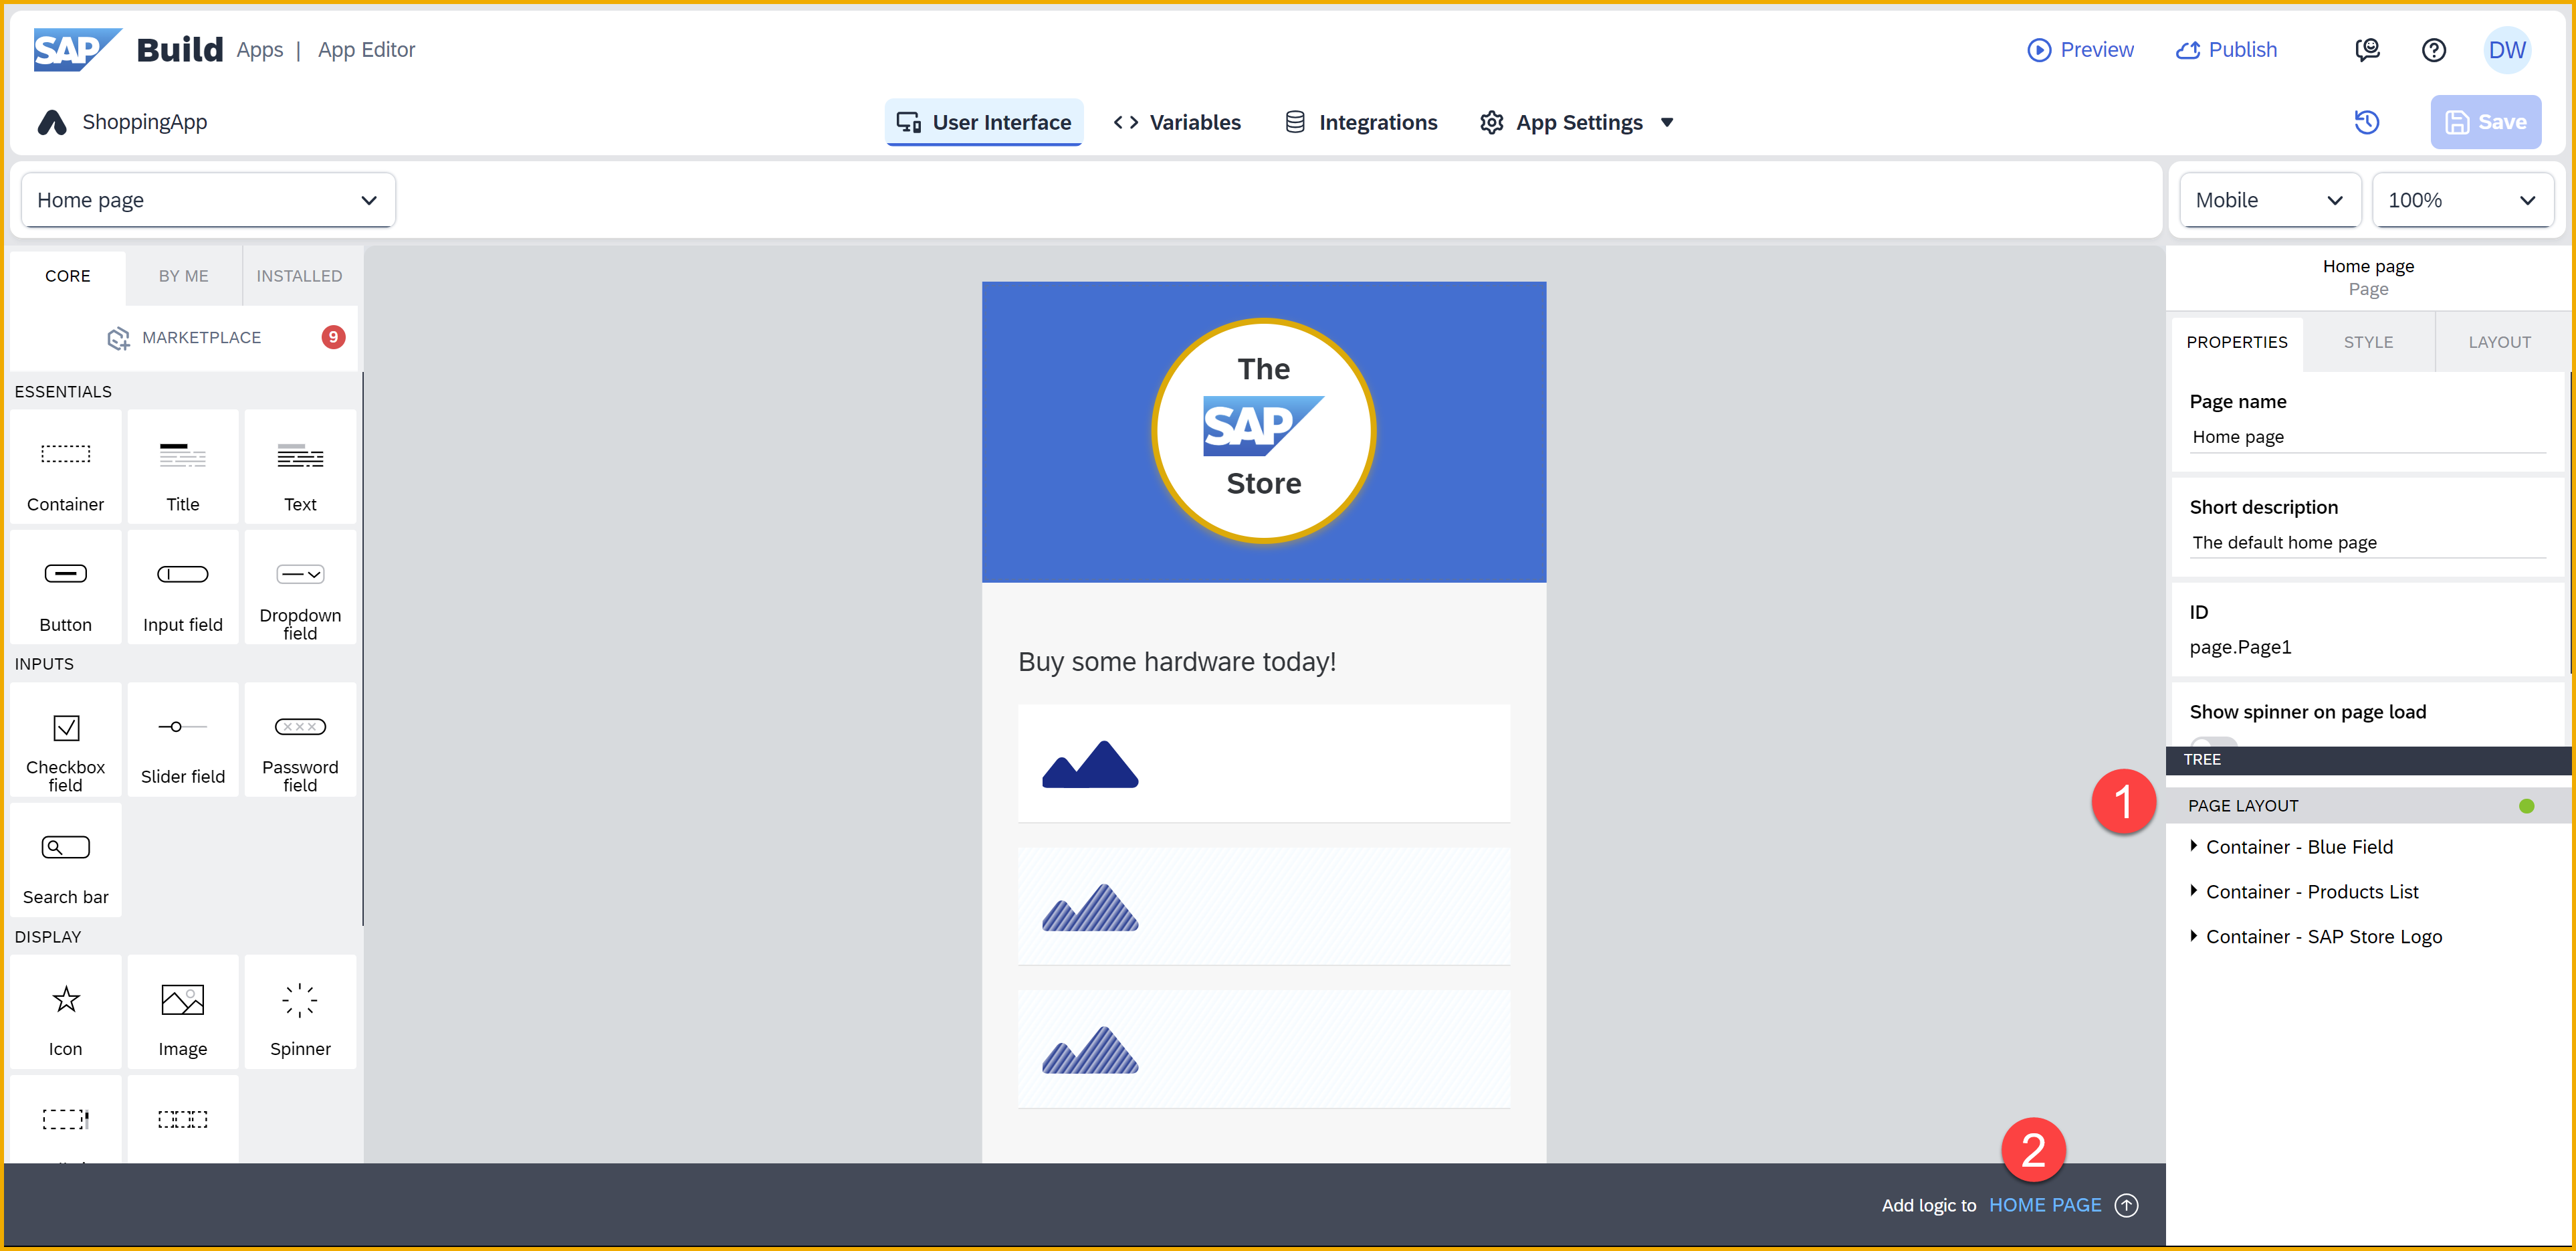 SAP Build Apps | App Editor
Preview
Publish
DW
ShoppingApp
User Interface
Variables
Integrations
App Settings
Save
Home page
Mobile
100%
CORE
BY ME
INSTALLED
MARKETPLACE
9
ESSENTIALS
Container
Title
Text
Button
Input field
Dropdown
field
INPUTS
Checkbox
field
Slider field
Password
field
Search bar
DISPLAY
Icon
Image
Spinner
The
SAP
Store
Buy some hardware today!
Add logic to HOME PAGE
2
Home page
Page
PROPERTIES
STYLE
LAYOUT
Page name
Home page
Short description
The default home page
ID
page.Page1
Show spinner on page load
TREE
1
PAGE LAYOUT
Container - Blue Field
Container - Products List
Container - SAP Store Logo